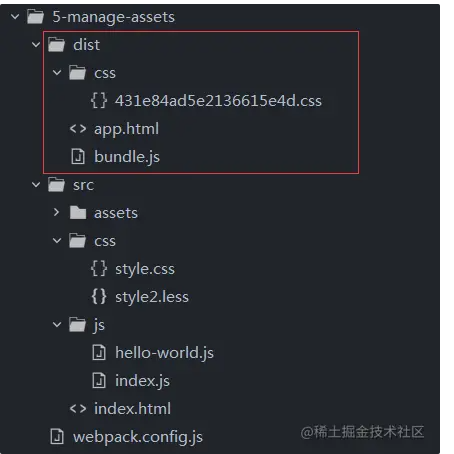 5-manage-assets
dist
css
431e84ad5e2136615e4d.css
app.html
bundle.js
src
assets
css
style.css
style2.less
js
hello-world.js
index.js
index.html
webpack.config.js
@稀土掘金技术社区